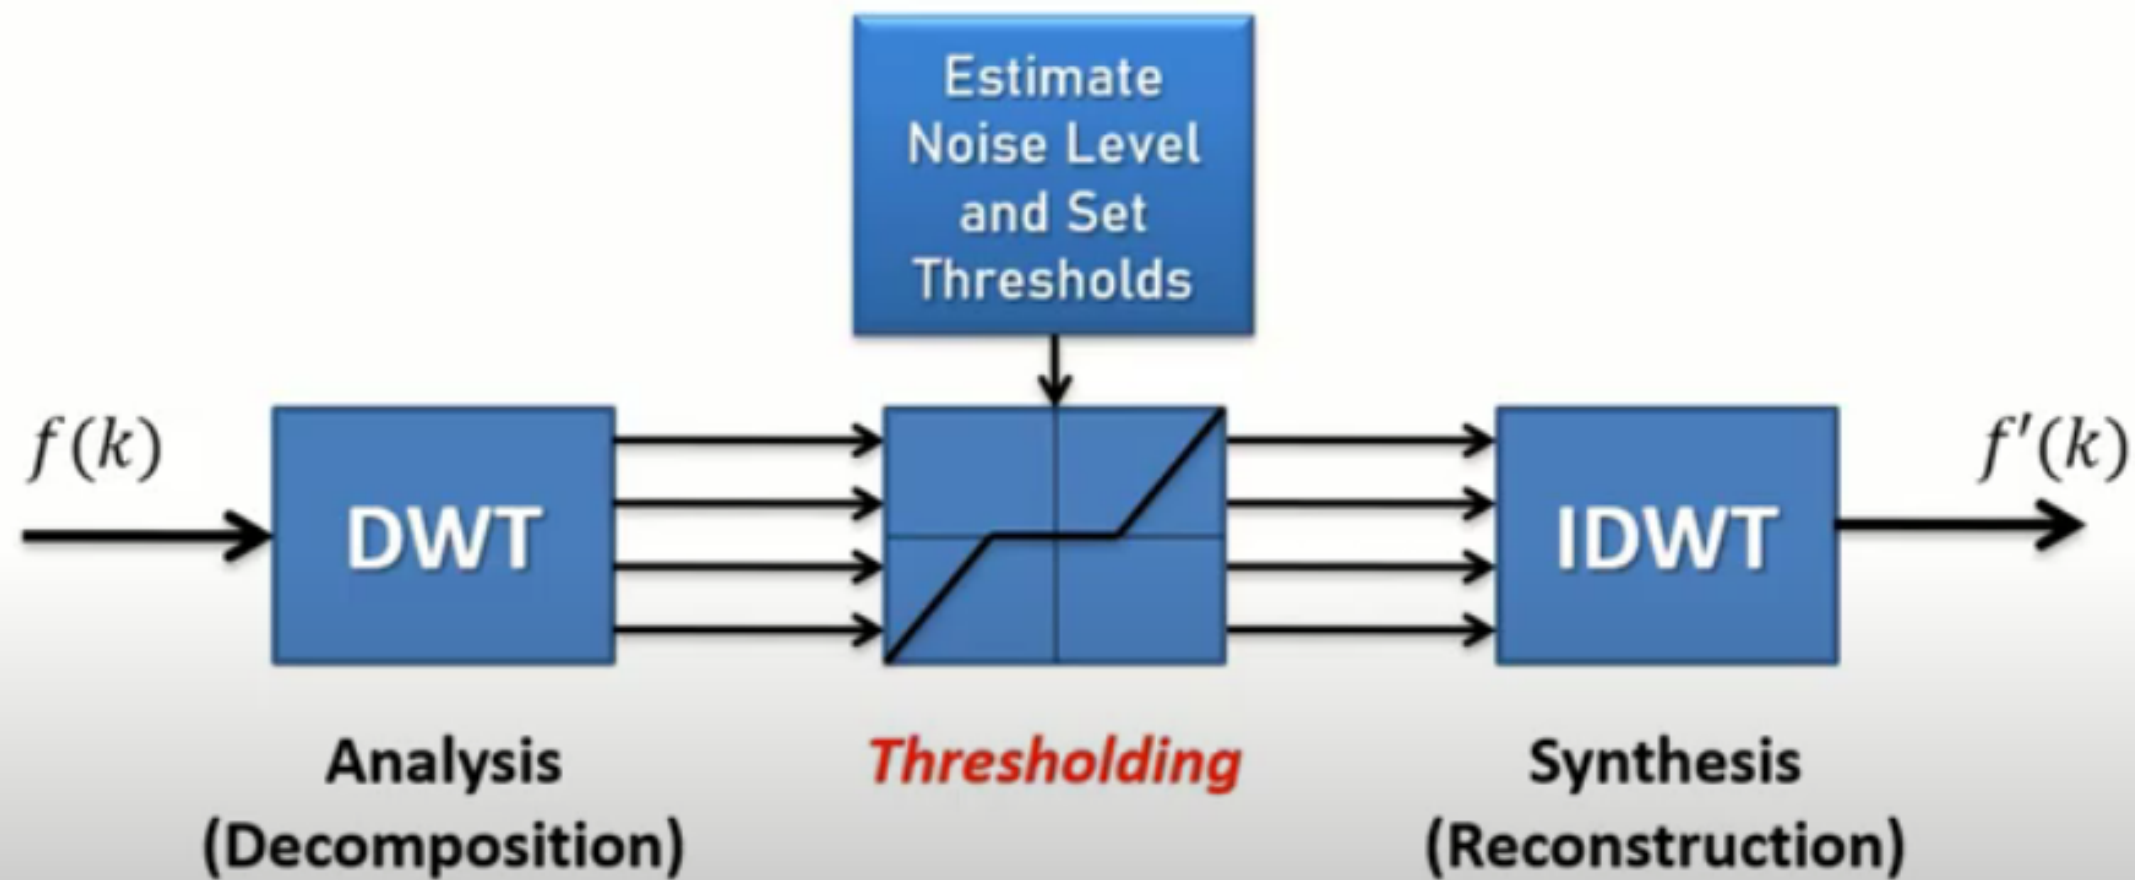 Estimate
Noise Level
and Set
Thresholds
f(k)
DWT
IDWT
f′(k)
Analysis
(Decomposition)
Thresholding
Synthesis
(Reconstruction)